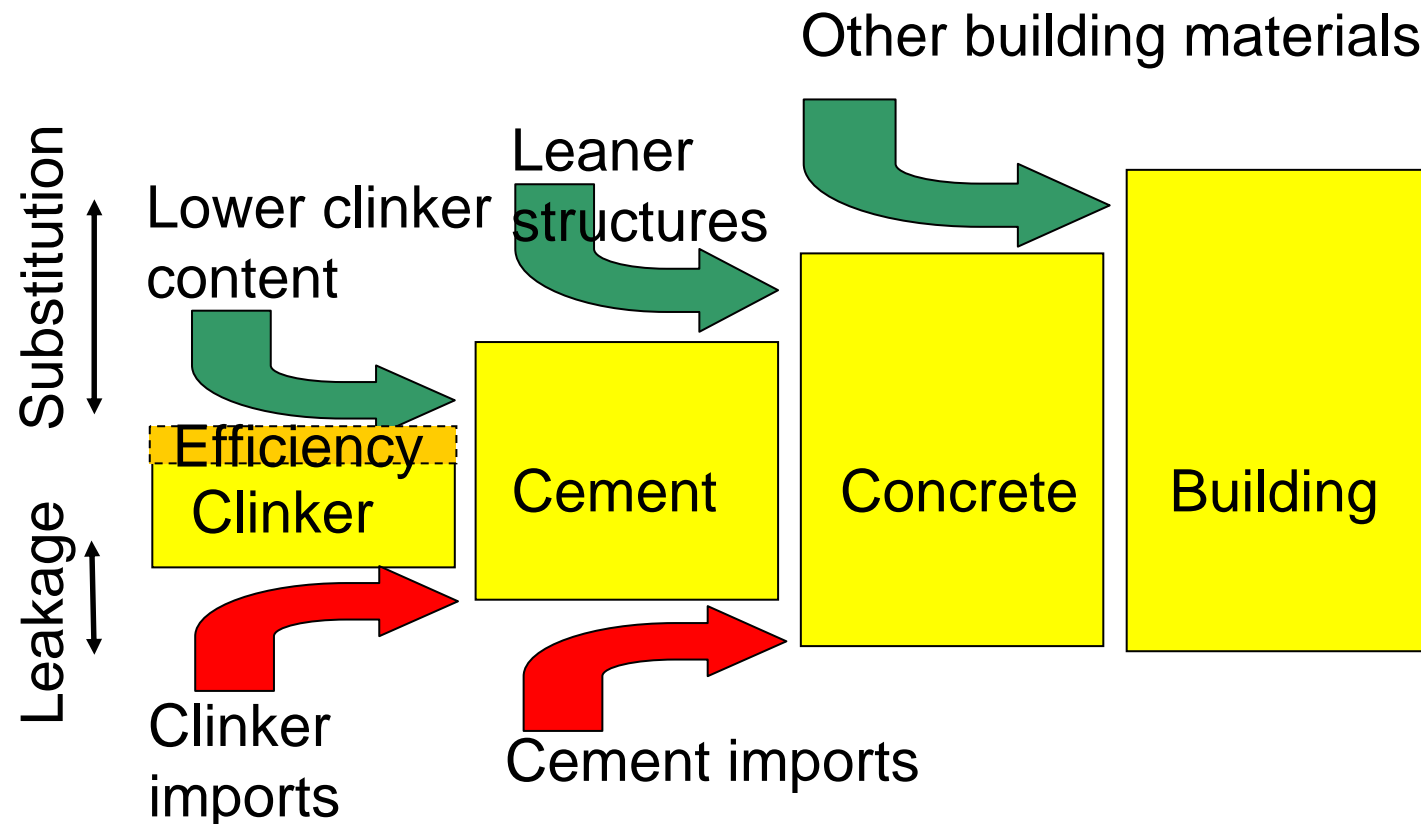 Other building materials
Substitution
Leaner
structures
Lower clinker
content
Efficiency
Clinker
Cement
Concrete
Building
Leakage
Clinker
imports
Cement imports